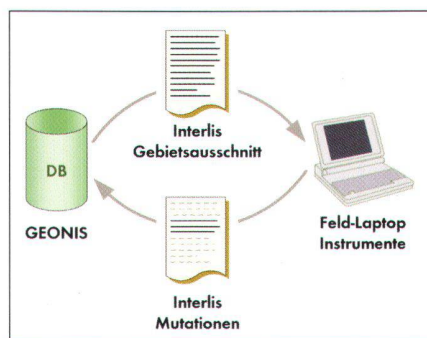 Interlis
Gebietsausschnitt
DB
GEONIS
Feld-Laptop
Instrumente
Interlis
Mutationen